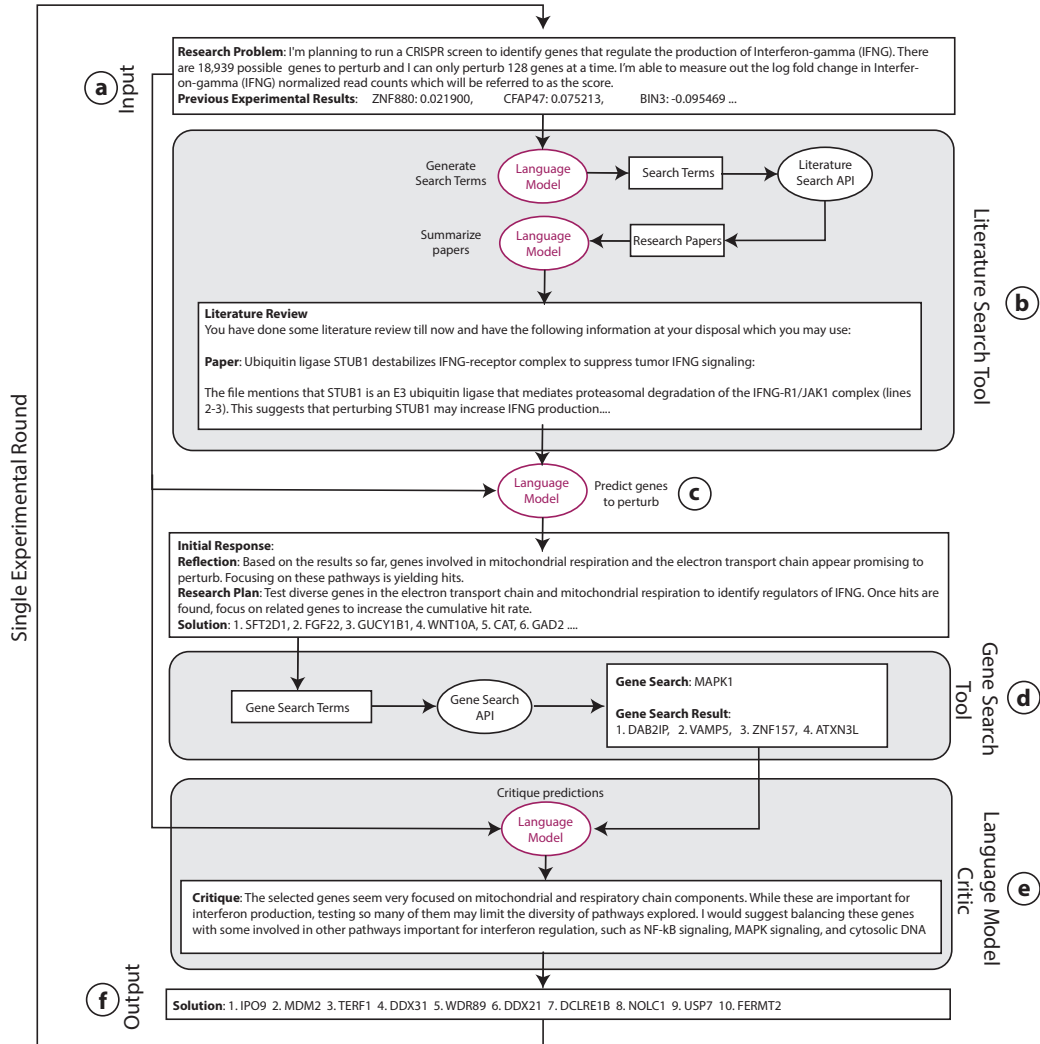 Research Problem: I'm planning to run a CRISPR screen to identify genes that regulate the production of Interferon-gamma (IFNG). There
are 18,939 possible genes to perturb and I can only perturb 128 genes at a time. I'm able to measure out the log fold change in Interfer-
on-gamma (IFNG) normalized read counts which will be referred to as the score.
Previous Experimental Results: ZNF880: 0.021900, CFAP47: 0.075213, BIN3: -0.095469 ...
a
Input
Generate
Search Terms
Language
Model
Search Terms
Literature
Search API
Summarize
papers
Language
Model
Research Papers
Literature Review
You have done some literature review till now and have the following information at your disposal which you may use:
Paper: Ubiquitin ligase STUB1 destabilizes IFNG-receptor complex to suppress tumor IFNG signaling:
The file mentions that STUB1 is an E3 ubiquitin ligase that mediates proteasomal degradation of the IFNG-R1/JAK1 complex (lines
2-3). This suggests that perturbing STUB1 may increase IFNG production....
Literature Search Tool
b
Language
Model
Predict genes
to perturb
c
Single Experimental Round
Initial Response:
Reflection: Based on the results so far, genes involved in mitochondrial respiration and the electron transport chain appear promising to
perturb. Focusing on these pathways is yielding hits.
Research Plan: Test diverse genes in the electron transport chain and mitochondrial respiration to identify regulators of IFNG. Once hits are
found, focus on related genes to increase the cumulative hit rate.
Solution: 1. SFT2D1, 2. FGF22, 3. GUCY1B1, 4. WNT10A, 5. CAT, 6. GAD2 ....
Gene Search Terms
Gene Search
API
Gene Search: MAPK1
Gene Search Result:
1. DAB2IP, 2. VAMP5, 3. ZNF157, 4. ATXN3L
Gene Search
Tool
d
Critique predictions
Language
Model
Critique: The selected genes seem very focused on mitochondrial and respiratory chain components. While these are important for
interferon production, testing so many of them may limit the diversity of pathways explored. I would suggest balancing these genes
with some involved in other pathways important for interferon regulation, such as NF-kB signaling, MAPK signaling, and cytosolic DNA
Language Model
Critic
e
f
Output
Solution: 1. IPO9 2. MDM2 3. TERF1 4. DDX31 5. WDR89 6. DDX21 7. DCLRE1B 8. NOLC1 9. USP7 10. FERMT2